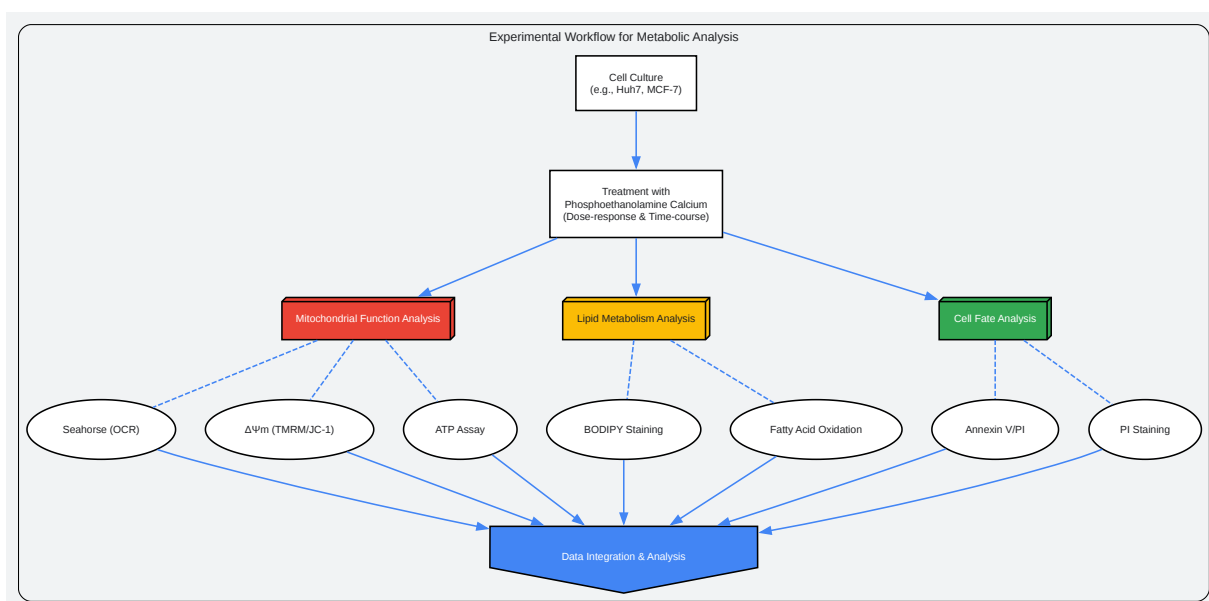 Experimental Workflow for Metabolic Analysis
Cell Culture
(e.g., Huh7, MCF-7)
Treatment with
Phosphoethanolamine Calcium
(Dose-response & Time-course)
Mitochondrial Function Analysis
Lipid Metabolism Analysis
Cell Fate Analysis
Seahorse (OCR)
ΔΨm (TMRM/JC-1)
ATP Assay
BODIPY Staining
Fatty Acid Oxidation
Annexin V/PI
PI Staining
Data Integration & Analysis